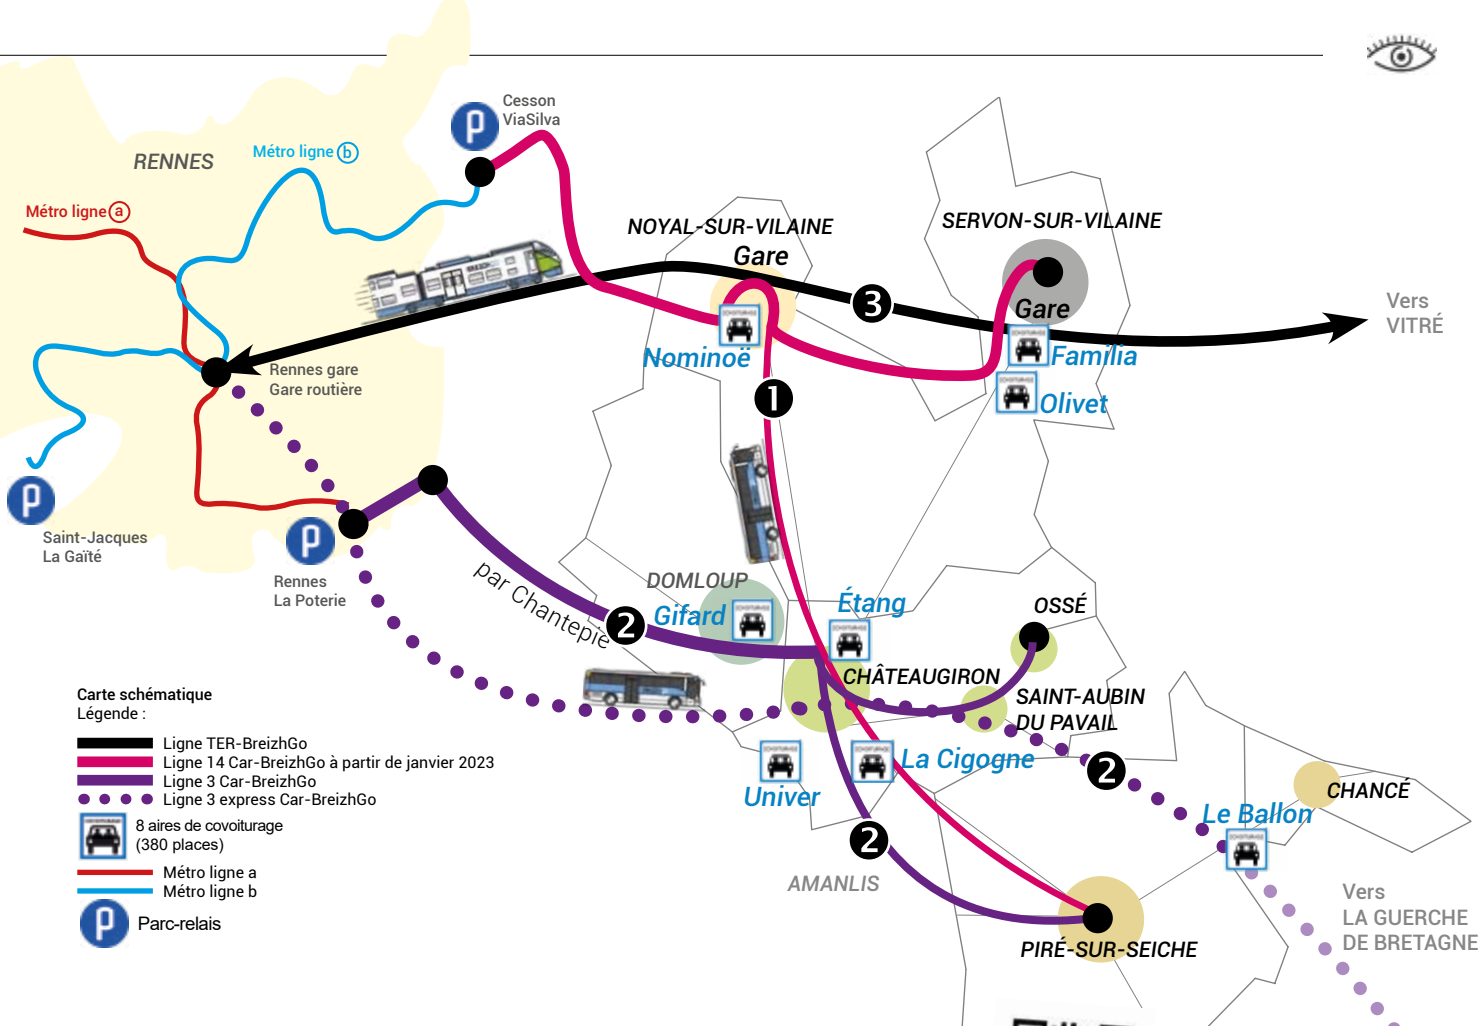 Cesson
ViaSilva
RENNES
Métro ligne b
Métro ligne a
NOYAL-SUR-VILAINE
Gare
SERVON-SUR-VILAINE
Gare
3
Vers
VITRÉ
Nominoë
Familia
Olivet
Rennes gare
Gare routière
1
P
P
Saint-Jacques
La Gaïté
P
Rennes
La Poterie
par Chantepie
2
DOMLOUP
Gifard
Étang
OSSÉ
CHÂTEAUGIRON
SAINT-AUBIN
DU PAVAIL
La Cigogne
Univer
2
CHANCÉ
Le Ballon
2
AMANLIS
PIRÉ-SUR-SEICHE
Vers
LA GUERCHE
DE BRETAGNE
Carte schématique
Légende :
Ligne TER-BreizhGo
Ligne 14 Car-BreizhGo à partir de janvier 2023
Ligne 3 Car-BreizhGo
Ligne 3 express Car-BreizhGo
8 aires de covoiturage
(380 places)
Métro ligne a
Métro ligne b
P
Parc-relais